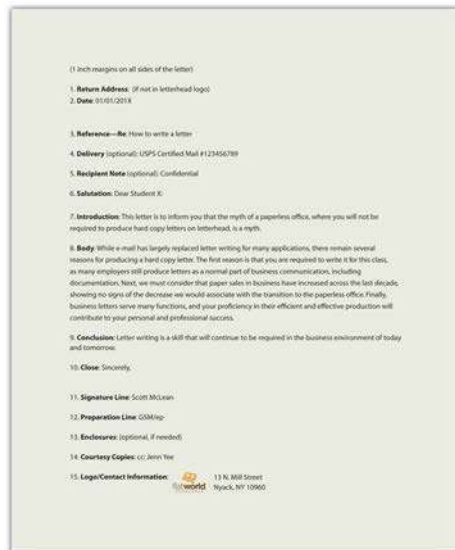 (1 inch margins on all sides of the letter)
1. Return Address: (if not in letterhead logo)
2. Date: 01/01/201X
3. Reference—Re: How to write a letter
4. Delivery (optional): USPS Certified Mail #123456789
5. Recipient Note (optional): Confidential
6. Salutation: Dear Student X:
7. Introduction: This letter is to inform you that the myth of a paperless office, where you will not be
required to produce hard copy letters on letterhead, is a myth.
8. Body: While e-mail has largely replaced letter writing for many applications, there remain several
reasons for producing a hard copy letter. The first reason is that you are required to write it for this class,
as many employers still produce letters as a normal part of business communication, including
documentation. Next, we must consider that paper sales in business have increased across the last decade,
showing no signs of the decrease we would associate with the transition to the paperless office. Finally,
business letters serve many functions, and your proficiency in their efficient and effective production will
contribute to your personal and professional success.
9. Conclusion: Letter writing is a skill that will continue to be required in the business environment of today
and tomorrow.
10. Close: Sincerely,
11. Signature Line: Scott McLean
12. Preparation Line: GSM/ep-
13. Enclosures: (optional, if needed)
14. Courtesy Copies: cc: Jenn Yee
15. Logo/Contact Information: flatworld 13 N. Mill Street
Nyack, NY 10960